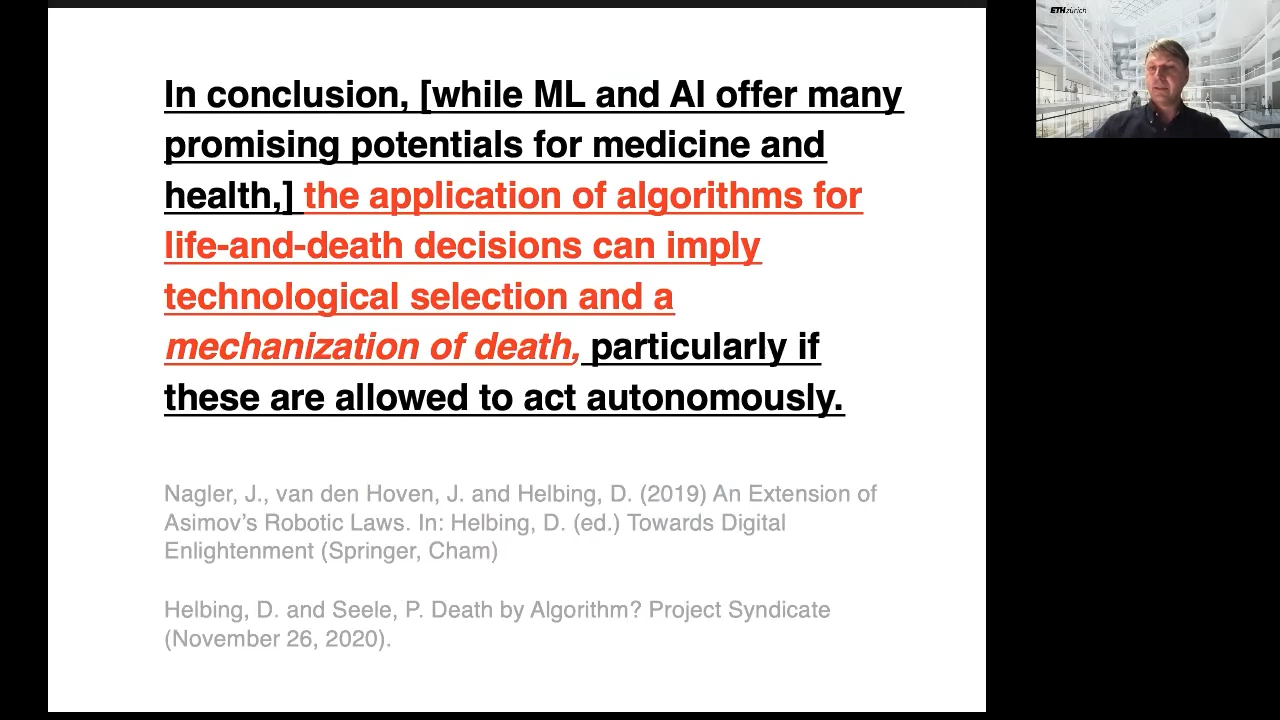 In conclusion, [while ML and AI offer many
promising potentials for medicine and
health,] the application of algorithms for
life-and-death decisions can imply
technological selection and a
mechanization of death, particularly if
these are allowed to act autonomously.
Nagler, J., van den Hoven, J. and Helbing, D. (2019) An Extension of
Asimov’s Robotic Laws. In: Helbing, D. (ed.) Towards Digital
Enlightenment (Springer, Cham)
Helbing, D. and Seele, P. Death by Algorithm? Project Syndicate
(November 26, 2020).
ETH zürich